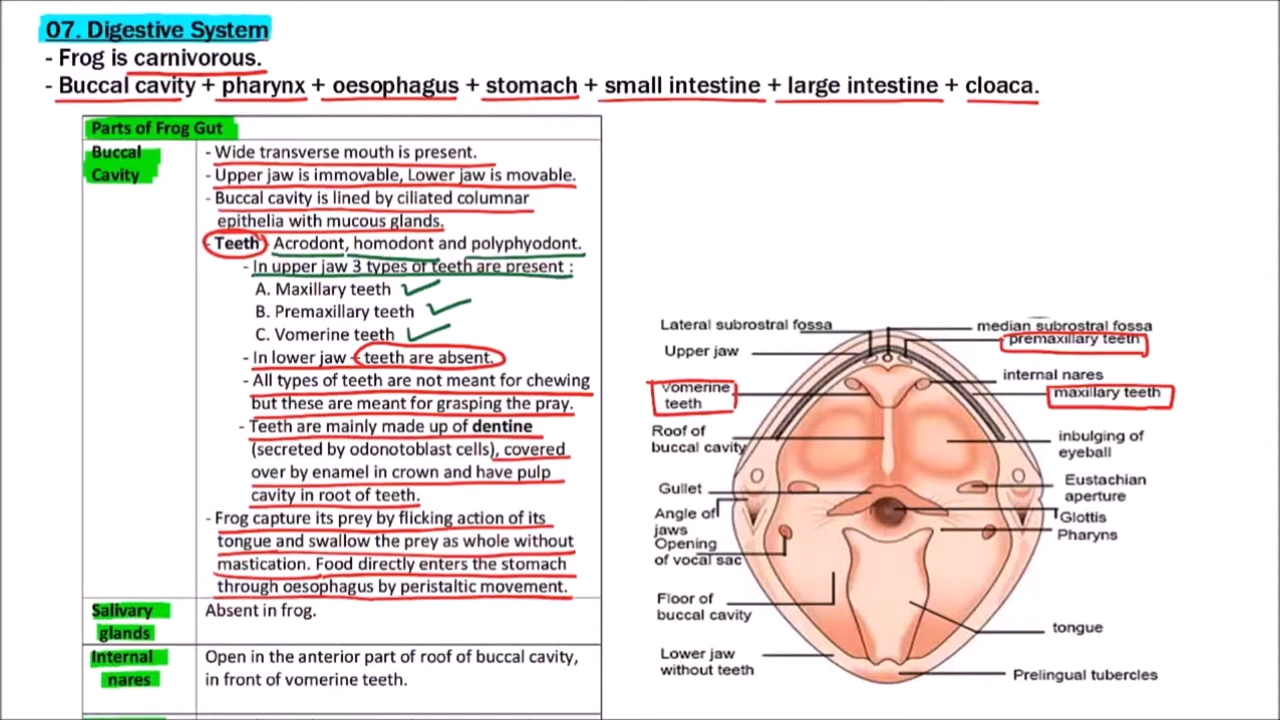 07. Digestive System
- Frog is carnivorous.
- Buccal cavity + pharynx + oesophagus + stomach + small intestine + large intestine + cloaca.
Parts of Frog Gut
Buccal
Cavity
- Wide transverse mouth is present.
- Upper jaw is immovable, Lower jaw is movable.
- Buccal cavity is lined by ciliated columnar
epithelia with mucous glands.
- Teeth - Acrodont, homodont and polyphyodont.
- In upper jaw 3 types of teeth are present :
A. Maxillary teeth
B. Premaxillary teeth
C. Vomerine teeth
- In lower jaw - teeth are absent.
- All types of teeth are not meant for chewing
but these are meant for grasping the pray.
- Teeth are mainly made up of dentine
(secreted by odonotoblast cells), covered
over by enamel in crown and have pulp
cavity in root of teeth.
- Frog capture its prey by flicking action of its
tongue and swallow the prey as whole without
mastication. Food directly enters the stomach
through oesophagus by peristaltic movement.
Salivary
glands
Absent in frog.
Internal
nares
Open in the anterior part of roof of buccal cavity,
in front of vomerine teeth.
Lateral subrostral fossa
Upper jaw
vomerine
teeth
Roof of
buccal cavity
Gullet
Angle of
jaws
Opening
of vocal sac
Floor of
buccal cavity
Lower jaw
without teeth
median subrostral fossa
premaxillary teeth
internal nares
maxillary teeth
inbulging of
eyeball
Eustachian
aperture
Glottis
Pharyns
tongue
Prelingual tubercles